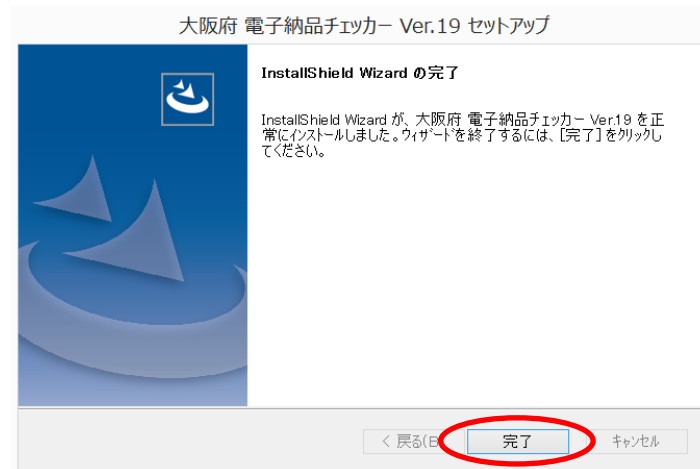 大阪府 電子納品チェッカー Ver.19 セットアップ
InstallShield Wizard の完了
InstallShield Wizard が、大阪府 電子納品チェッカー Ver.19 を正
常にインストールしました。ウィザードを終了するには、[完了] をクリックし
てください。
< 戻る(B 完了 キャンセル